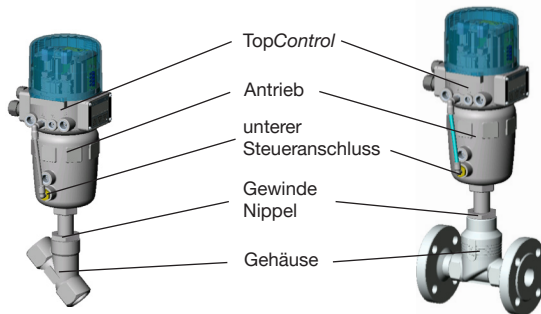 TopControl
Antrieb
unterer
Steueranschluss
Gewinde
Nippel
Gehäuse